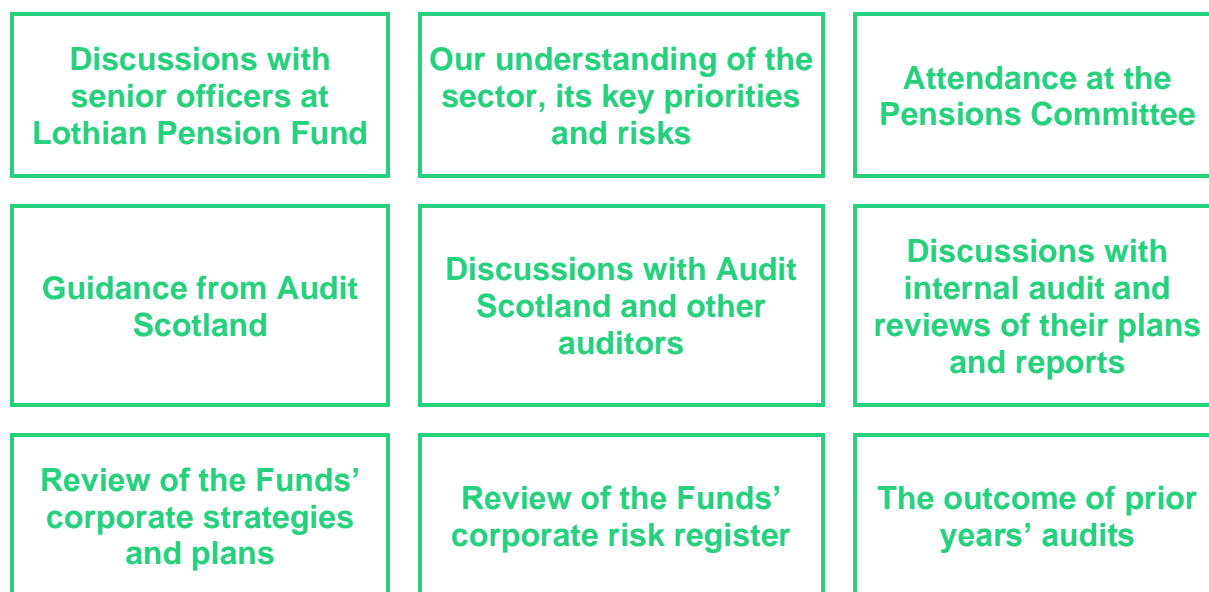 Discussions with
senior officers at
Lothian Pension Fund
Our understanding of the
sector, its key priorities
and risks
Attendance at the
Pensions Committee
Guidance from Audit
Scotland
Discussions with Audit
Scotland and other
auditors
Discussions with
internal audit and
reviews of their plans
and reports
Review of the Funds’
corporate strategies
and plans
Review of the Funds’
corporate risk register
The outcome of prior
years’ audits